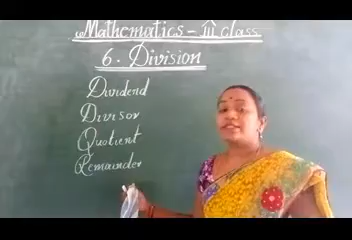 Mathematics - III class
6. Division
Dividend
Divisor
Quotient
Remainder